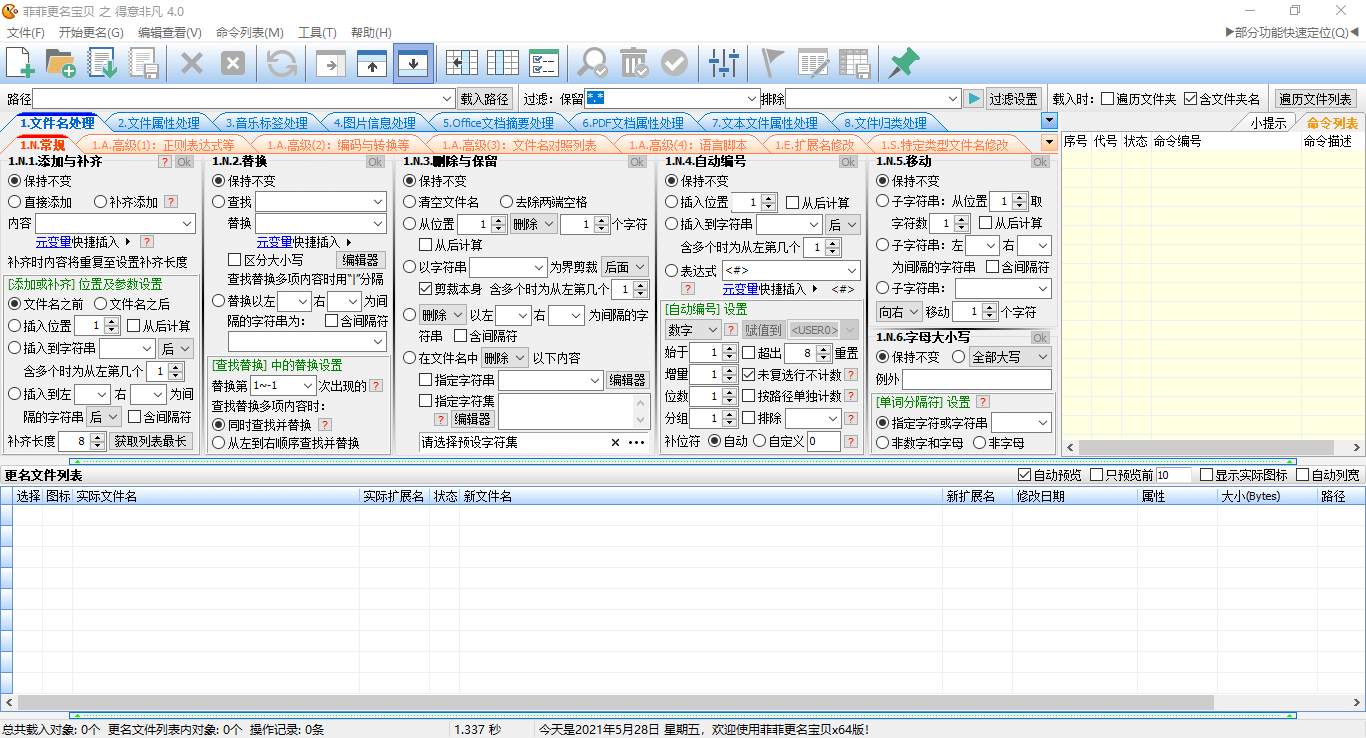 菲菲更名宝贝 之 得意非凡 4.0
文件(F) 开始更名(G) 编辑查看(V) 命令列表(M) 工具(T) 帮助(H) ▶部分功能快速定位(Q)◀
路径 载入路径 过滤: 保留 *.* 排除 过滤设置 载入时: 遍历文件夹 含文件夹名 遍历文件列表
1.文件名处理 2.文件属性处理 3.音乐标签处理 4.图片信息处理 5.Office文档摘要处理 6.PDF文档属性处理 7.文本文件属性处理 8.文件归类处理
小提示 命令列表
1.N.常规 1.A.高级(1): 正则表达式等 1.A.高级(2): 编码与转换等 1.A.高级(3): 文件名对照列表 1.A.高级(4): 语言脚本 1.E.扩展名修改 1.S.特定类型文件名修改
序号 代号 状态 命令编号 命令描述
1.N.1.添加与补齐 ? Ok
保持不变
直接添加 补齐添加 ?
内容
元变量快捷插入 ?
补齐时内容将重复至设置补齐长度
[添加或补齐] 位置及参数设置
文件名之前 文件名之后
插入位置 1 从后计算
插入到字符串 后
含多个时为从左第几个 1
插入到左 右 为间
隔的字符串 后 含间隔符
补齐长度 8 获取列表最长
1.N.2.替换 Ok
保持不变
查找
替换
元变量快捷插入
区分大小写 编辑器
查找替换多项内容时用"|"分隔
替换以左 右 为间
隔的字符串为: 含间隔符
[查找替换] 中的替换设置
替换第 1~-1 次出现的 ?
查找替换多项内容时:
同时查找并替换 ?
从左到右顺序查找并替换
1.N.3.删除与保留 Ok
保持不变
清空文件名 去除两端空格
从位置 1 删除 1 个字符
从后计算
以字符串 为界剪裁 后面
剪裁本身 含多个时为从左第几个 1
删除 以左 右 为间隔的字
符串 含间隔符
在文件名中 删除 以下内容
指定字符串 编辑器
指定字符集
? 编辑器
请选择预设字符集 × •••
1.N.4.自动编号 Ok
保持不变
插入位置 1 从后计算
插入到字符串 后
含多个时为从左第几个 1
表达式 <#>
? 元变量快捷插入 <#>
[自动编号] 设置
数字 ? 赋值到 <USER0>
始于 1 超出 8 重置
增量 1 未复选行不计数 ?
位数 1 按路径单独计数 ?
分组 1 排除 ?
补位符 自动 自定义 0 ?
1.N.5.移动 Ok
保持不变
子字符串: 从位置 1 取
字符数 1 从后计算
子字符串: 左 右
为间隔的字符串 含间隔符
子字符串:
向右 移动 1 个字符
1.N.6.字母大小写 Ok
保持不变 全部大写
例外
[单词分隔符] 设置 ?
指定字符或字符串
非数字和字母 非字母
更名文件列表 自动预览 只预览前 10 显示实际图标 自动列宽
选择 图标 实际文件名 实际扩展名 状态 新文件名 新扩展名 修改日期 属性 大小(Bytes) 路径
总共载入对象: 0个 更名文件列表内对象: 0个 操作记录: 0条 1.337 秒 今天是2021年5月28日 星期五，欢迎使用菲菲更名宝贝x64版!